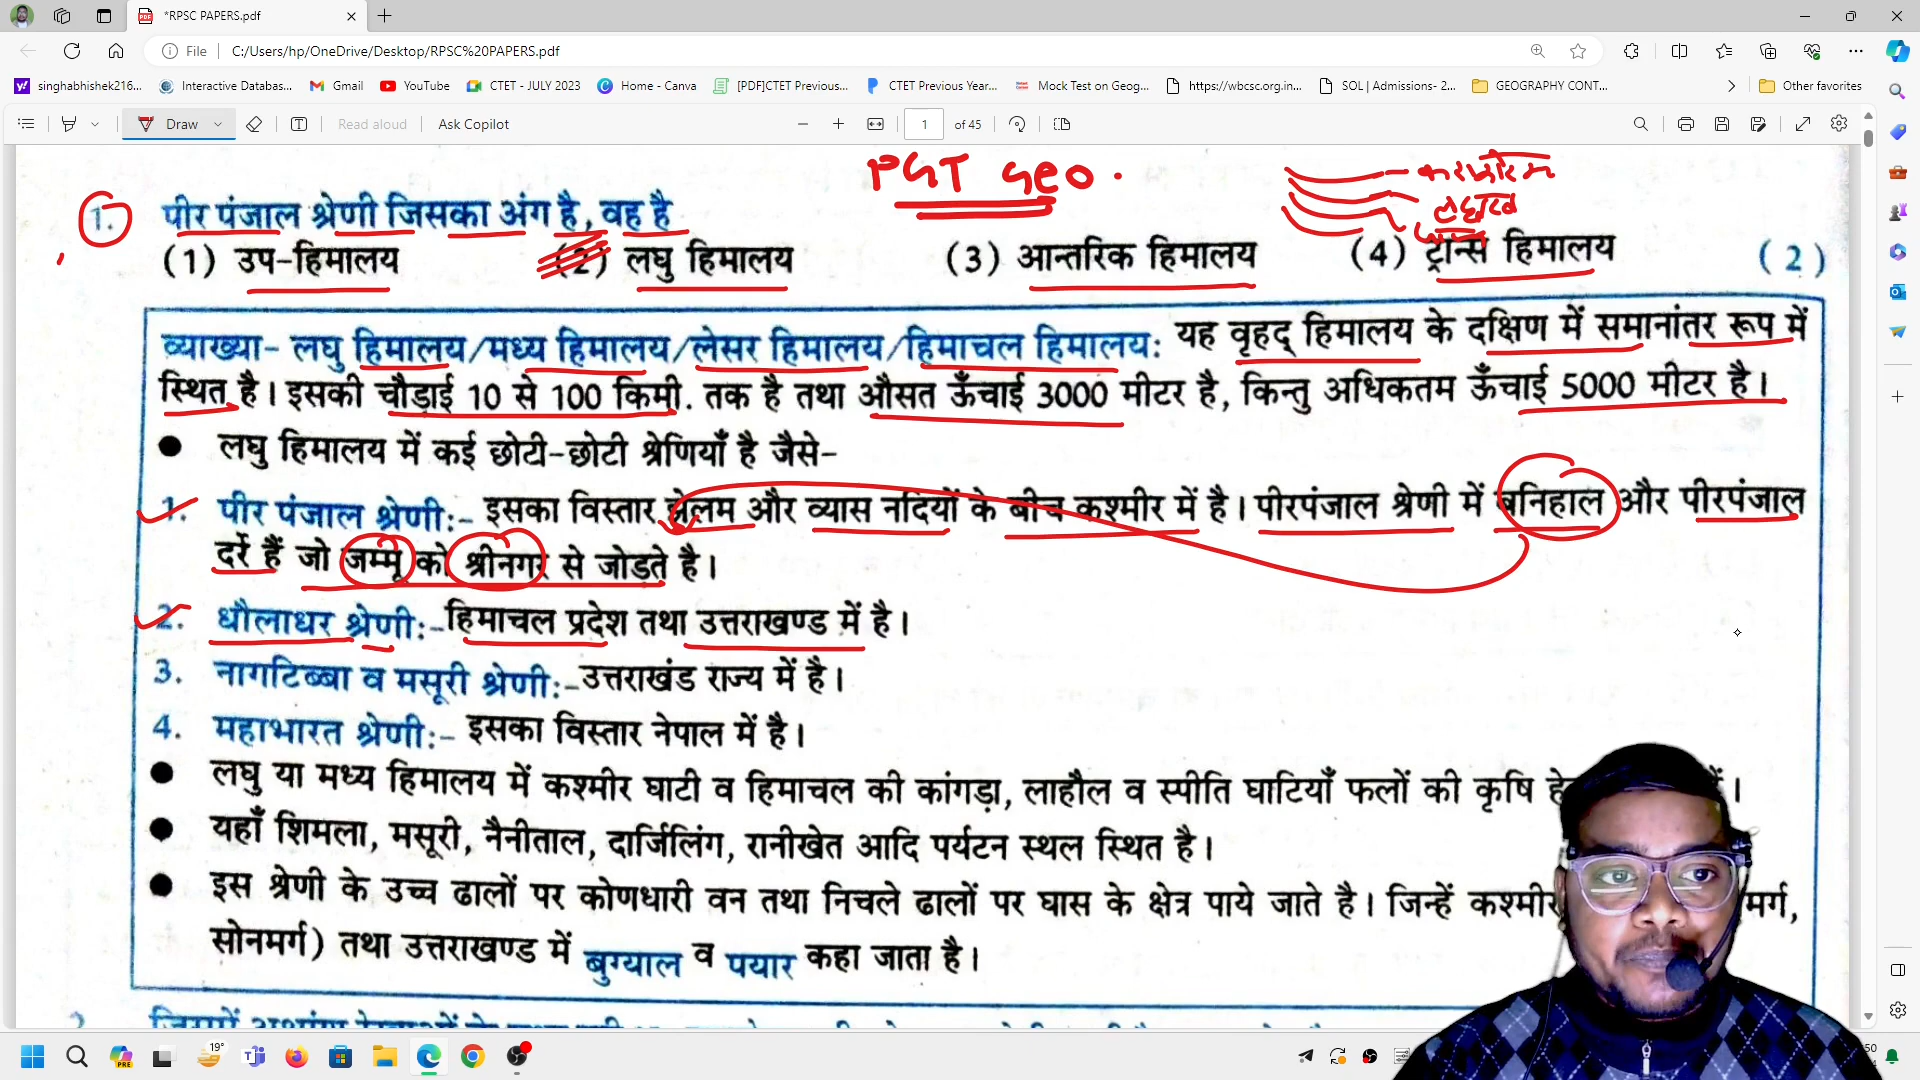 *RPSC PAPERS.pdf
File C:/Users/hp/OneDrive/Desktop/RPSC%20PAPERS.pdf
singhabhishek216... Interactive Databas... Gmail YouTube CTET - JULY 2023 Home - Canva [PDF]CTET Previous... CTET Previous Year... Mock Test on Geog... https://wbcsc.org.in... SOL | Admissions- 2... GEOGRAPHY CONT... Other favorites
Draw Read aloud Ask Copilot 1 of 45
PGT Geo.
1. पीर पंजाल श्रेणी जिसका अंग है, वह है
(1) उप-हिमालय (2) लघु हिमालय (3) आन्तरिक हिमालय (4) ट्रान्स हिमालय (2)
व्याख्या- लघु हिमालय/मध्य हिमालय/लेसर हिमालय/हिमाचल हिमालय: यह वृहद् हिमालय के दक्षिण में समानांतर रूप में
स्थित है। इसकी चौड़ाई 10 से 100 किमी. तक है तथा औसत ऊँचाई 3000 मीटर है, किन्तु अधिकतम ऊँचाई 5000 मीटर है।
● लघु हिमालय में कई छोटी-छोटी श्रेणियाँ है जैसे-
1. पीर पंजाल श्रेणी:- इसका विस्तार झेलम और व्यास नदियों के बीच कश्मीर में है। पीरपंजाल श्रेणी में बनिहाल और पीरपंजाल
दर्रे हैं जो जम्मू को श्रीनगर से जोड़ते है।
2. धौलाधर श्रेणी:-हिमाचल प्रदेश तथा उत्तराखण्ड में है।
3. नागटिब्बा व मसूरी श्रेणी:-उत्तराखंड राज्य में है।
4. महाभारत श्रेणी:- इसका विस्तार नेपाल में है।
● लघु या मध्य हिमालय में कश्मीर घाटी व हिमाचल की कांगड़ा, लाहौल व स्पीति घाटियाँ फलों की कृषि
● यहाँ शिमला, मसूरी, नैनीताल, दार्जिलिंग, रानीखेत आदि पर्यटन स्थल स्थित है।
● इस श्रेणी के उच्च ढालों पर कोणधारी वन तथा निचले ढालों पर घास के क्षेत्र पाये जाते है। जिन्हें कश्मीर
सोनमर्ग) तथा उत्तराखण्ड में बुग्याल व पयार कहा जाता है।
19°